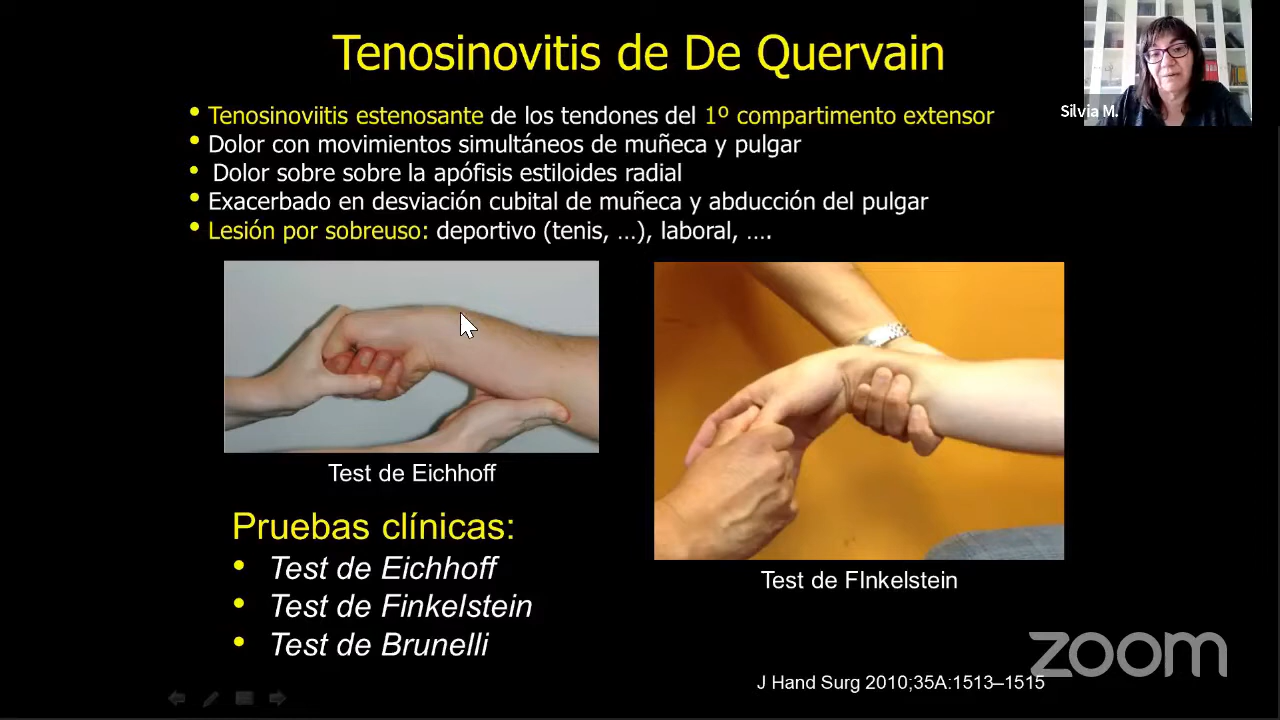 Tenosinovitis de De Quervain
Silvia M.
• Tenosinoviitis estenosante de los tendones del 1º compartimento extensor
• Dolor con movimientos simultáneos de muñeca y pulgar
• Dolor sobre sobre la apófisis estiloides radial
• Exacerbado en desviación cubital de muñeca y abducción del pulgar
• Lesión por sobreuso: deportivo (tenis, …), laboral, ….
Test de Eichhoff
Test de FInkelstein
Pruebas clínicas:
• Test de Eichhoff
• Test de Finkelstein
• Test de Brunelli
J Hand Surg 2010;35A:1513–1515
zoom